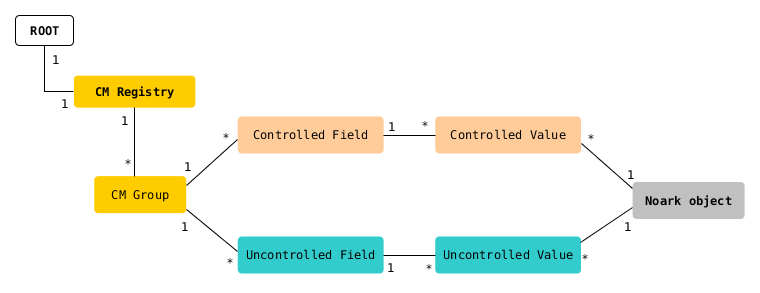 ROOT
1
1
CM Registry
1
*
CM Group
1
*
Controlled Field
1
*
Controlled Value
*
1
Noark object
1
*
Uncontrolled Field
1
*
Uncontrolled Value
*
1